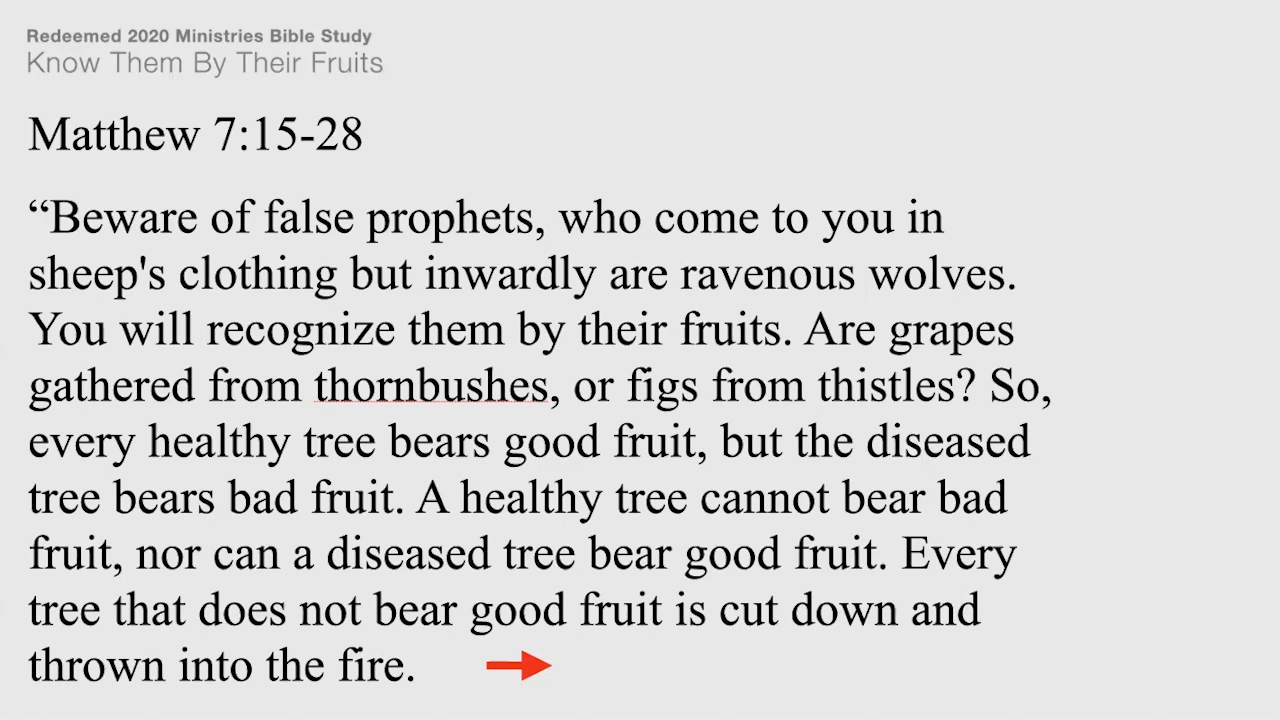 Redeemed 2020 Ministries Bible Study
Know Them By Their Fruits
Matthew 7:15-28
“Beware of false prophets, who come to you in
sheep's clothing but inwardly are ravenous wolves.
You will recognize them by their fruits. Are grapes
gathered from thornbushes, or figs from thistles? So,
every healthy tree bears good fruit, but the diseased
tree bears bad fruit. A healthy tree cannot bear bad
fruit, nor can a diseased tree bear good fruit. Every
tree that does not bear good fruit is cut down and
thrown into the fire.